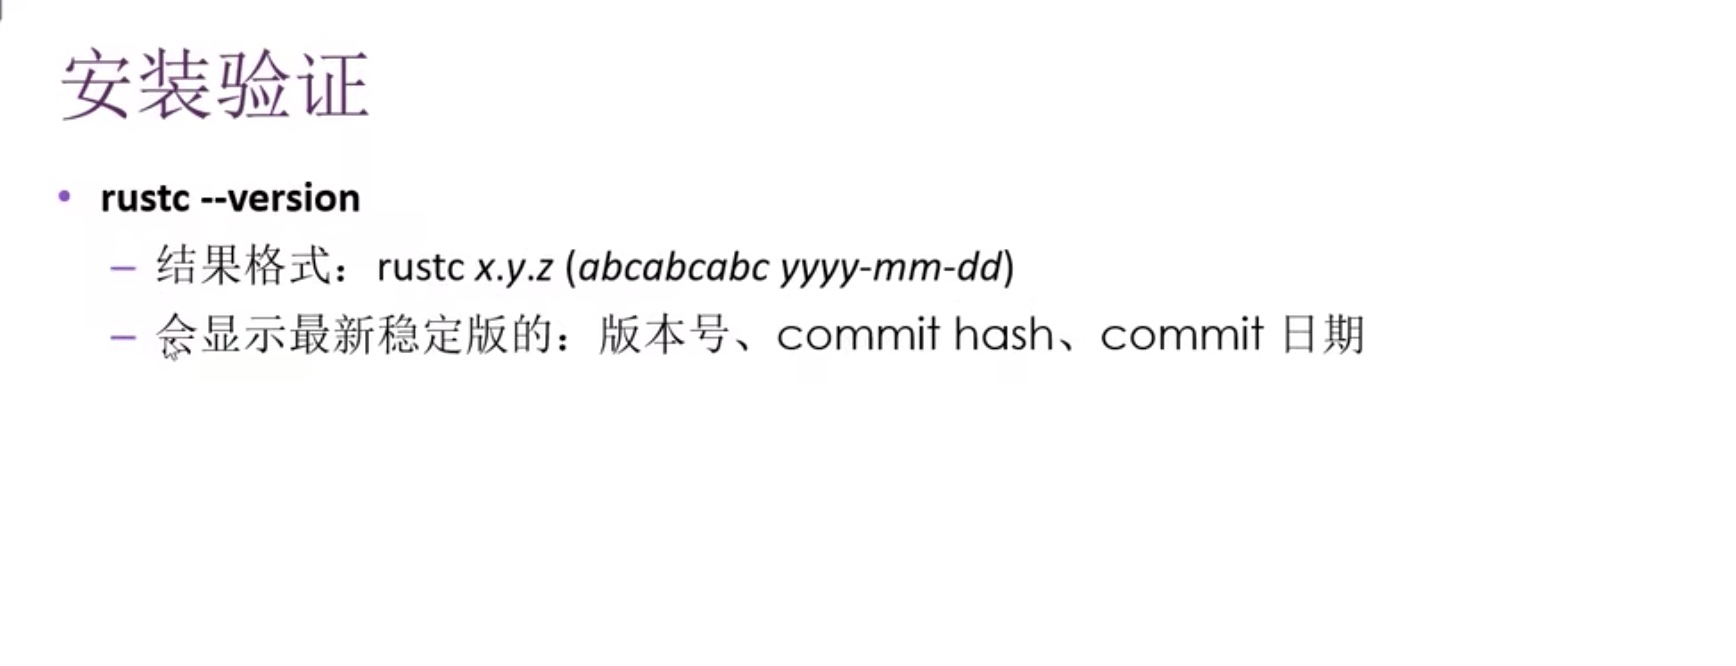 安装验证
• rustc --version
– 结果格式：rustc x.y.z (abcabcabc yyyy-mm-dd)
– 会显示最新稳定版的：版本号、commit hash、commit 日期